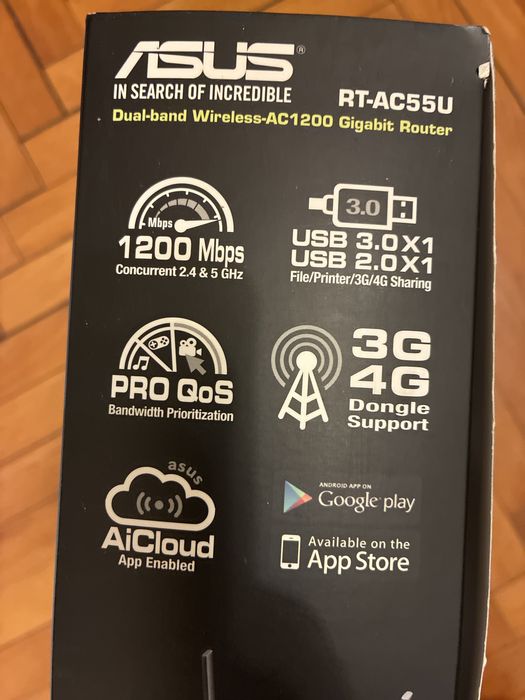 ASUS®
IN SEARCH OF INCREDIBLE
RT-AC55U
Dual-band Wireless-AC1200 Gigabit Router
Mbps
1200 Mbps
Concurrent 2.4 & 5 GHz
3.0
USB 3.0 X1
USB 2.0 X1
File/Printer/3G/4G Sharing
PRO QoS
Bandwidth Prioritization
3G
4G
Dongle
Support
asus
AiCloud
App Enabled
ANDROID APP ON
Google play
Available on the
App Store